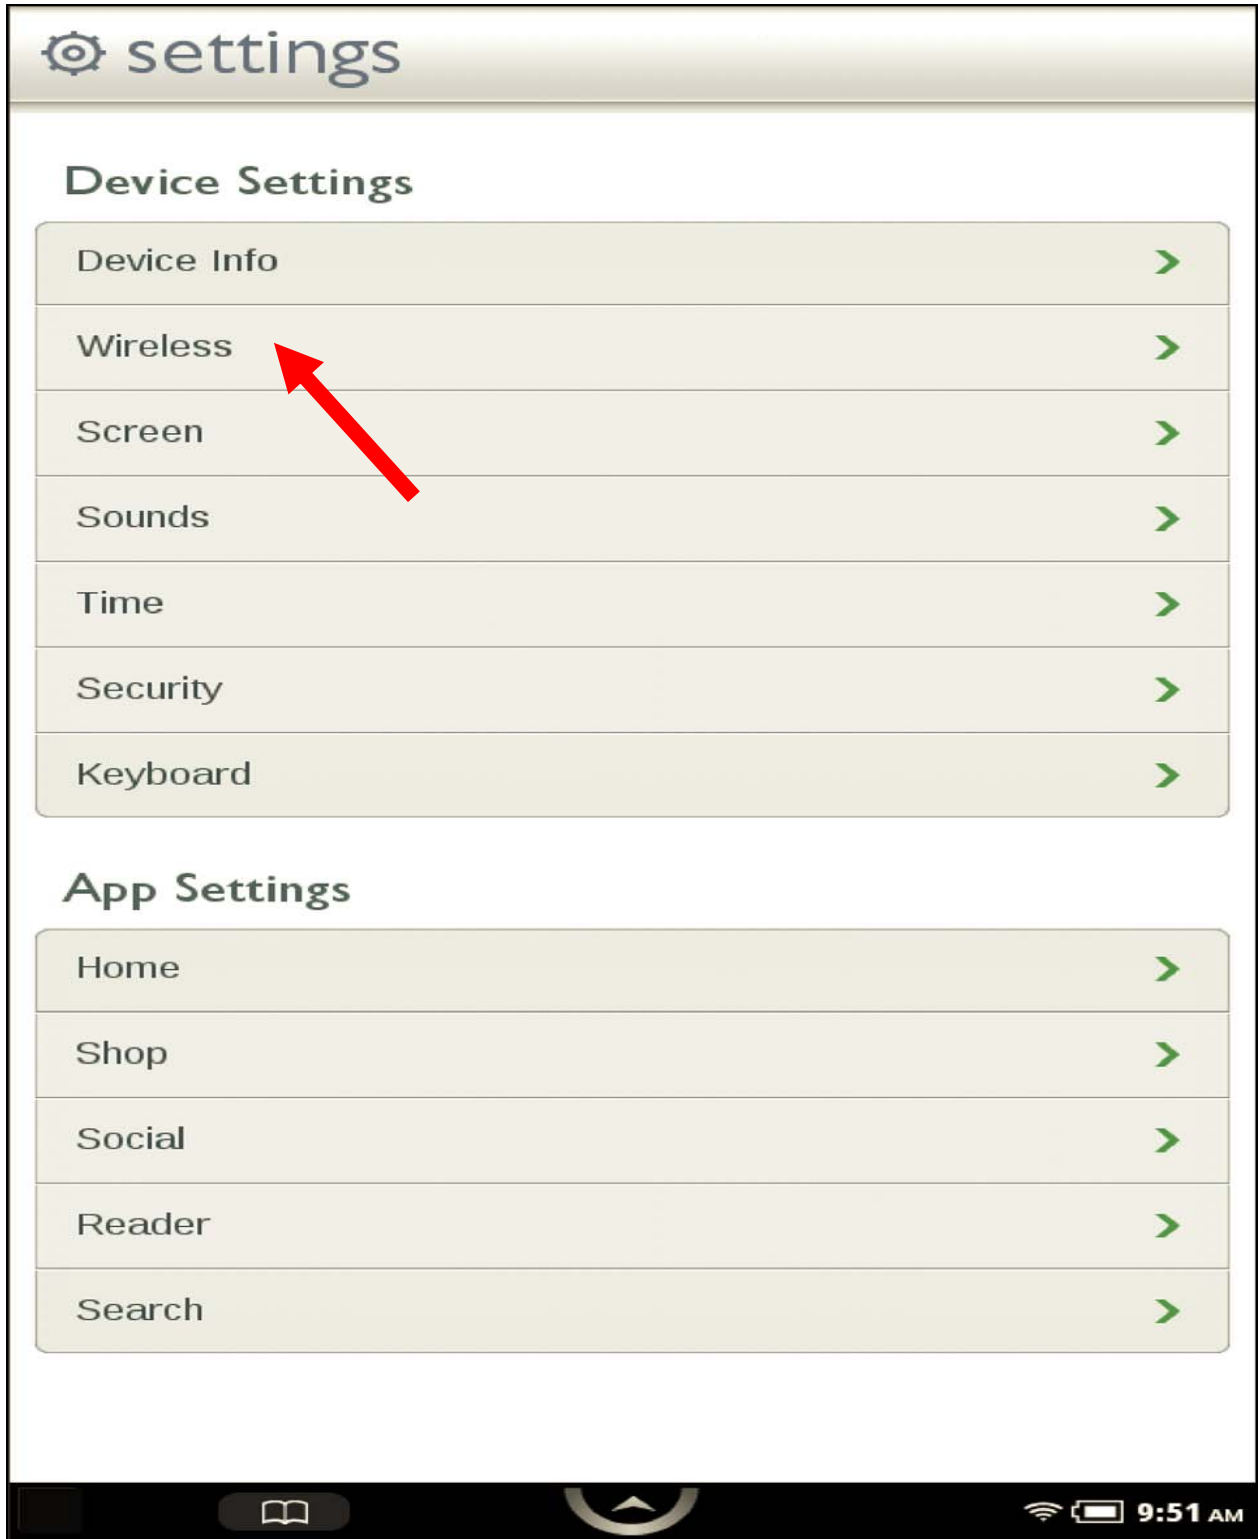 settings
Device Settings
Device Info
Wireless
Screen
Sounds
Time
Security
Keyboard
App Settings
Home
Shop
Social
Reader
Search
9:51 AM